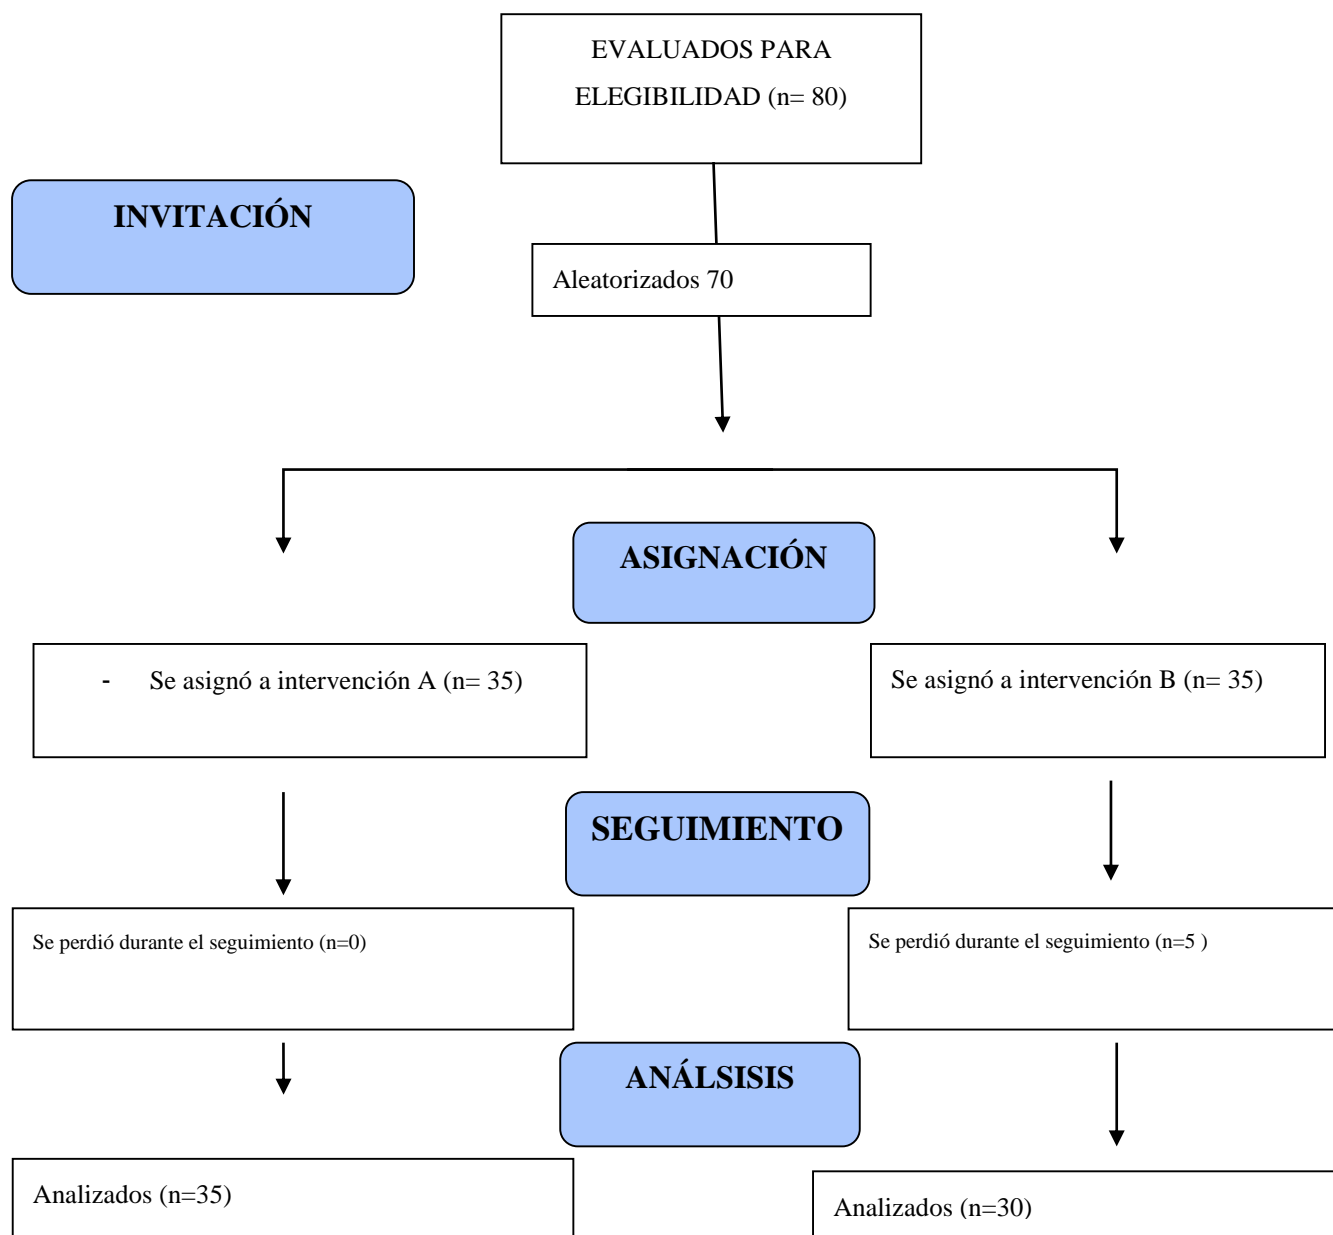 EVALUADOS PARA
ELEGIBILIDAD (n= 80)
INVITACIÓN
Aleatorizados 70
ASIGNACIÓN
- Se asignó a intervención A (n= 35)
Se asignó a intervención B (n= 35)
SEGUIMIENTO
Se perdió durante el seguimiento (n=0)
Se perdió durante el seguimiento (n=5 )
ANÁLSISIS
Analizados (n=35)
Analizados (n=30)